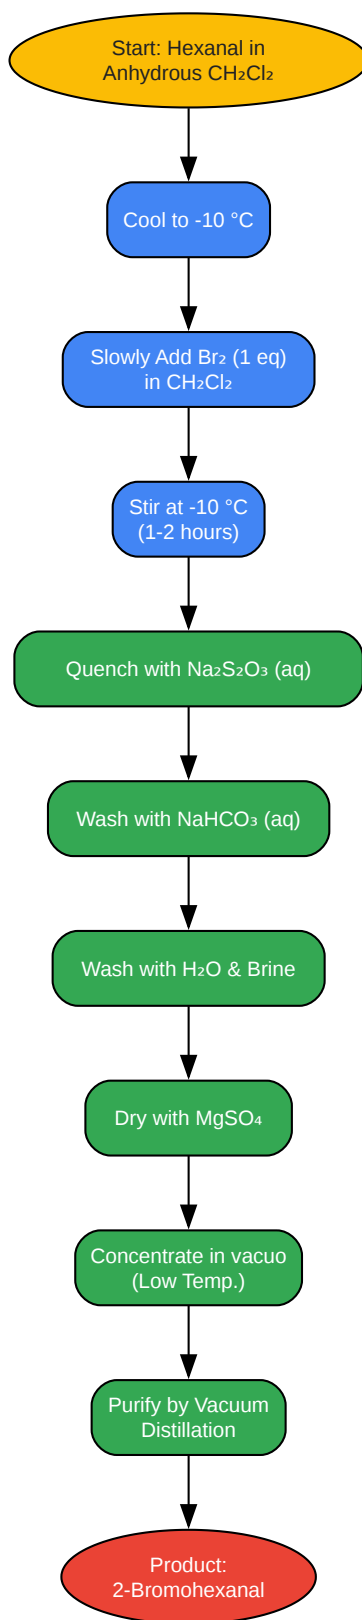 Start: Hexanal in
Anhydrous CH₂Cl₂
Cool to -10 °C
Slowly Add Br₂ (1 eq)
in CH₂Cl₂
Stir at -10 °C
(1-2 hours)
Quench with Na₂S₂O₃ (aq)
Wash with NaHCO₃ (aq)
Wash with H₂O & Brine
Dry with MgSO₄
Concentrate in vacuo
(Low Temp.)
Purify by Vacuum
Distillation
Product:
2-Bromohexanal